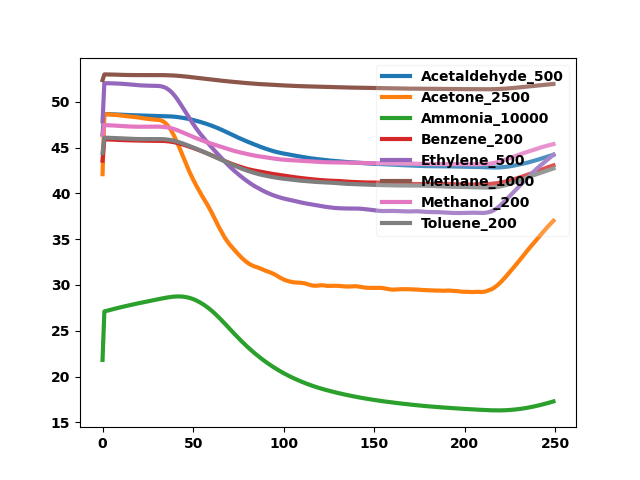 Acetaldehyde_500
Acetone_2500
Ammonia_10000
Benzene_200
Ethylene_500
Methane_1000
Methanol_200
Toluene_200
50
45
40
35
30
25
20
15
0 50 100 150 200 250